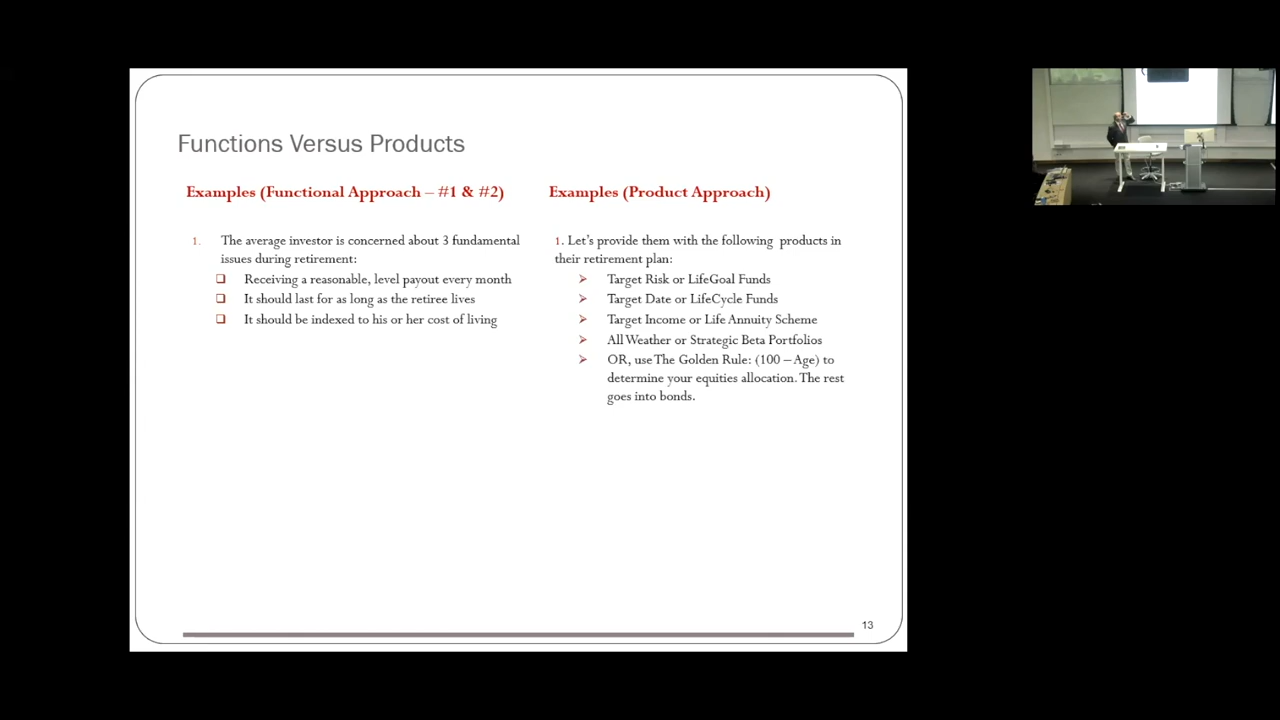 Functions Versus Products
Examples (Functional Approach – #1 & #2)
1. The average investor is concerned about 3 fundamental
issues during retirement:
❑ Receiving a reasonable, level payout every month
❑ It should last for as long as the retiree lives
❑ It should be indexed to his or her cost of living
Examples (Product Approach)
1. Let's provide them with the following products in
their retirement plan:
➢ Target Risk or LifeGoal Funds
➢ Target Date or LifeCycle Funds
➢ Target Income or Life Annuity Scheme
➢ All Weather or Strategic Beta Portfolios
➢ OR, use The Golden Rule: (100 – Age) to
determine your equities allocation. The rest
goes into bonds.
13